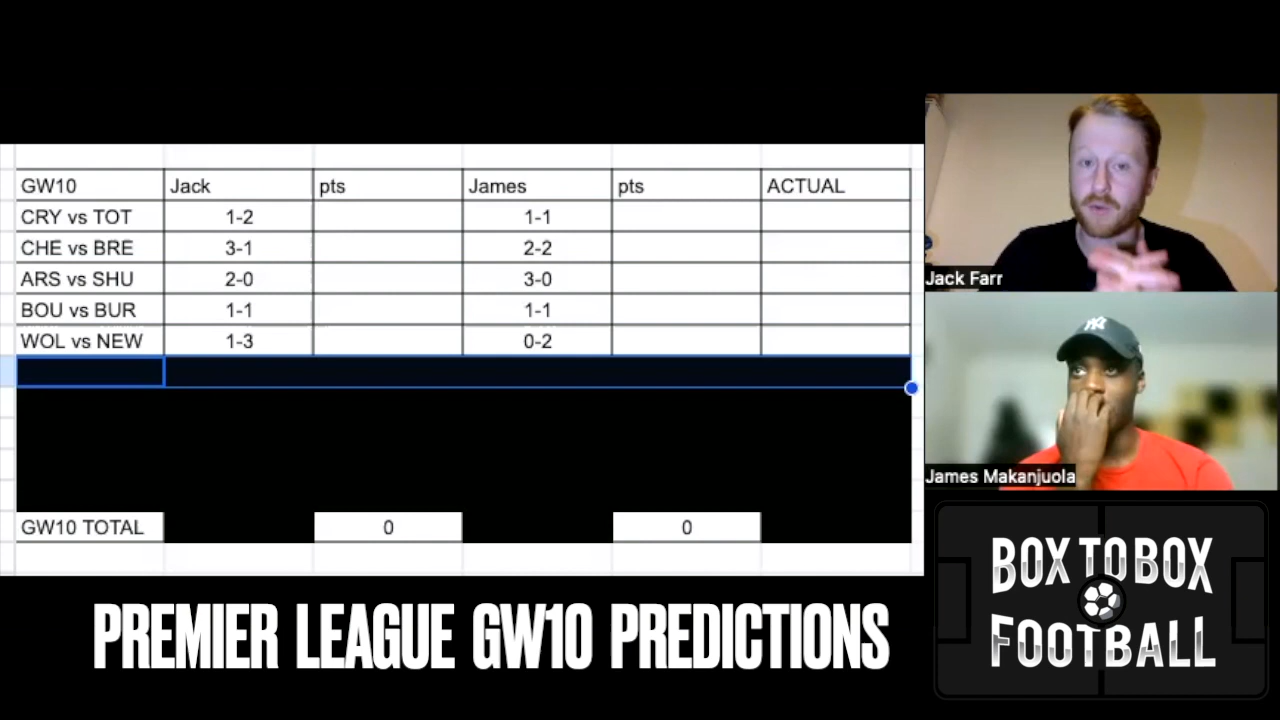 GW10 Jack pts James pts ACTUAL
CRY vs TOT 1-2 1-1
CHE vs BRE 3-1 2-2
ARS vs SHU 2-0 3-0
BOU vs BUR 1-1 1-1
WOL vs NEW 1-3 0-2
GW10 TOTAL 0 0
PREMIER LEAGUE GW10 PREDICTIONS
Jack Farr
NY
James Makanjuola
BOX TO BOX
FOOTBALL